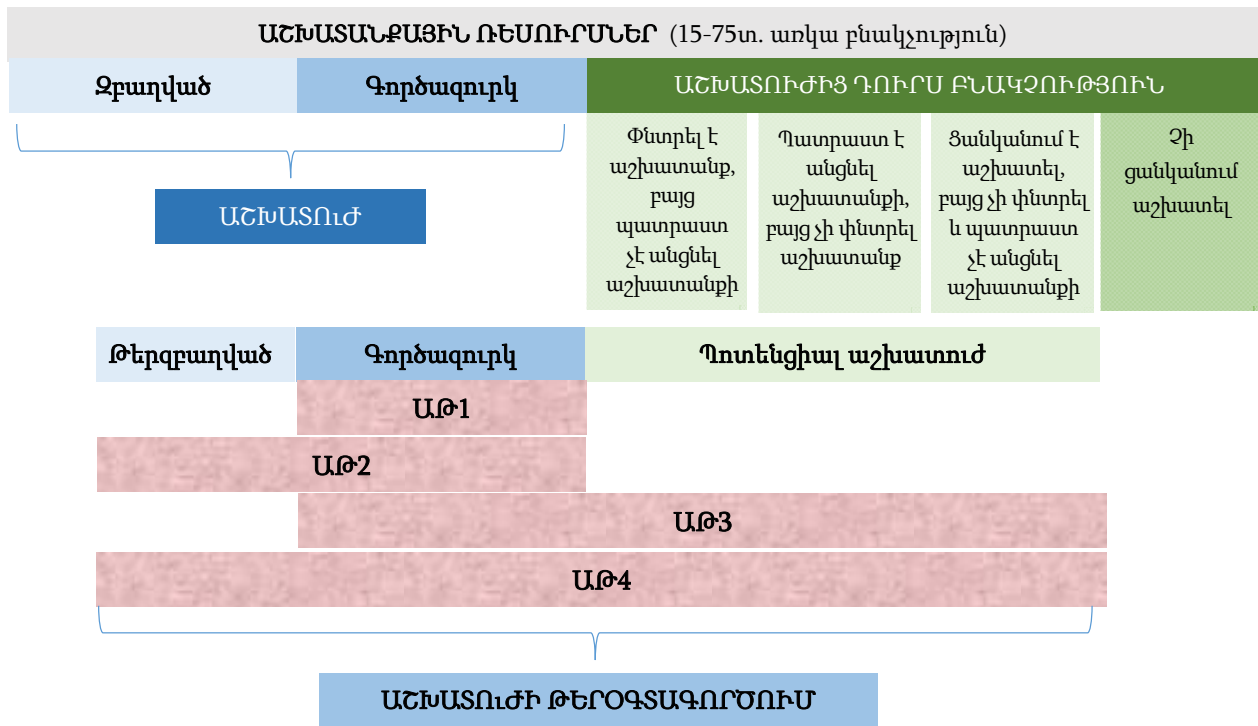 ԱՇԽԱՏԱՆՔԱՅԻՆ ՌԵՍՈՒՐՍՆԵՐ (15-75տ. առկա բնակչություն)
Զբաղված
Գործազուրկ
ԱՇԽԱՏՈՒԺԻՑ ԴՈՒՐՍ ԲՆԱԿՉՈՒԹՅՈՒՆ
ԱՇԽԱՏՈւԺ
Փնտրել է
աշխատանք,
բայց
պատրաստ
չէ անցնել
աշխատանքի
Պատրաստ է
անցնել
աշխատանքի,
բայց չի փնտրել
աշխատանք
Ցանկանում է
աշխատել,
բայց չի փնտրել
և պատրաստ
չէ անցնել
աշխատանքի
Չի
ցանկանում
աշխատել
Թերզբաղված
Գործազուրկ
Պոտենցիալ աշխատուժ
ԱԹ1
ԱԹ2
ԱԹ3
ԱԹ4
ԱՇԽԱՏՈւԺԻ ԹԵՐՕԳՏԱԳՈՐԾՈՒՄ